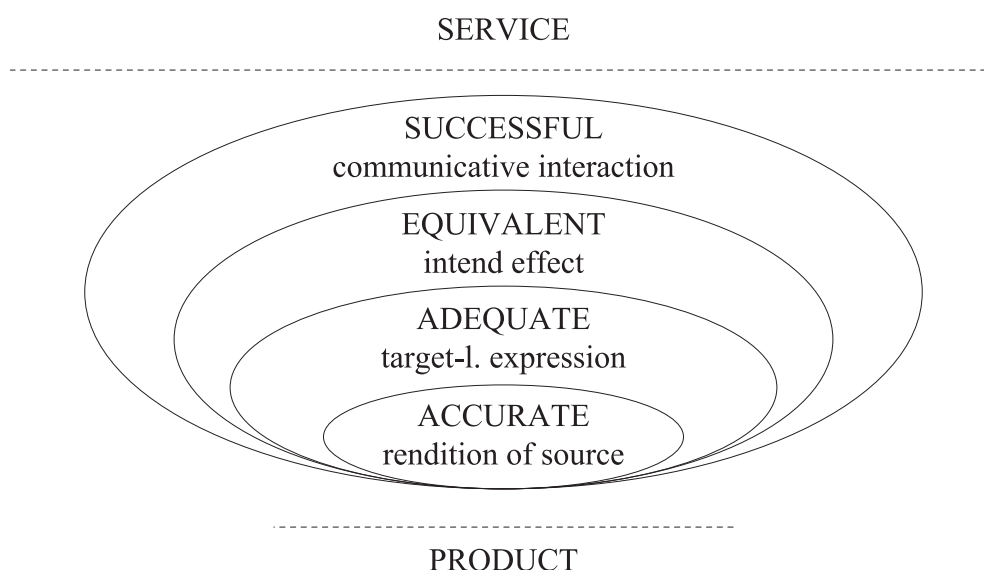 SERVICE
SUCCESSFUL
communicative interaction
EQUIVALENT
intend effect
ADEQUATE
target-l. expression
ACCURATE
rendition of source
PRODUCT